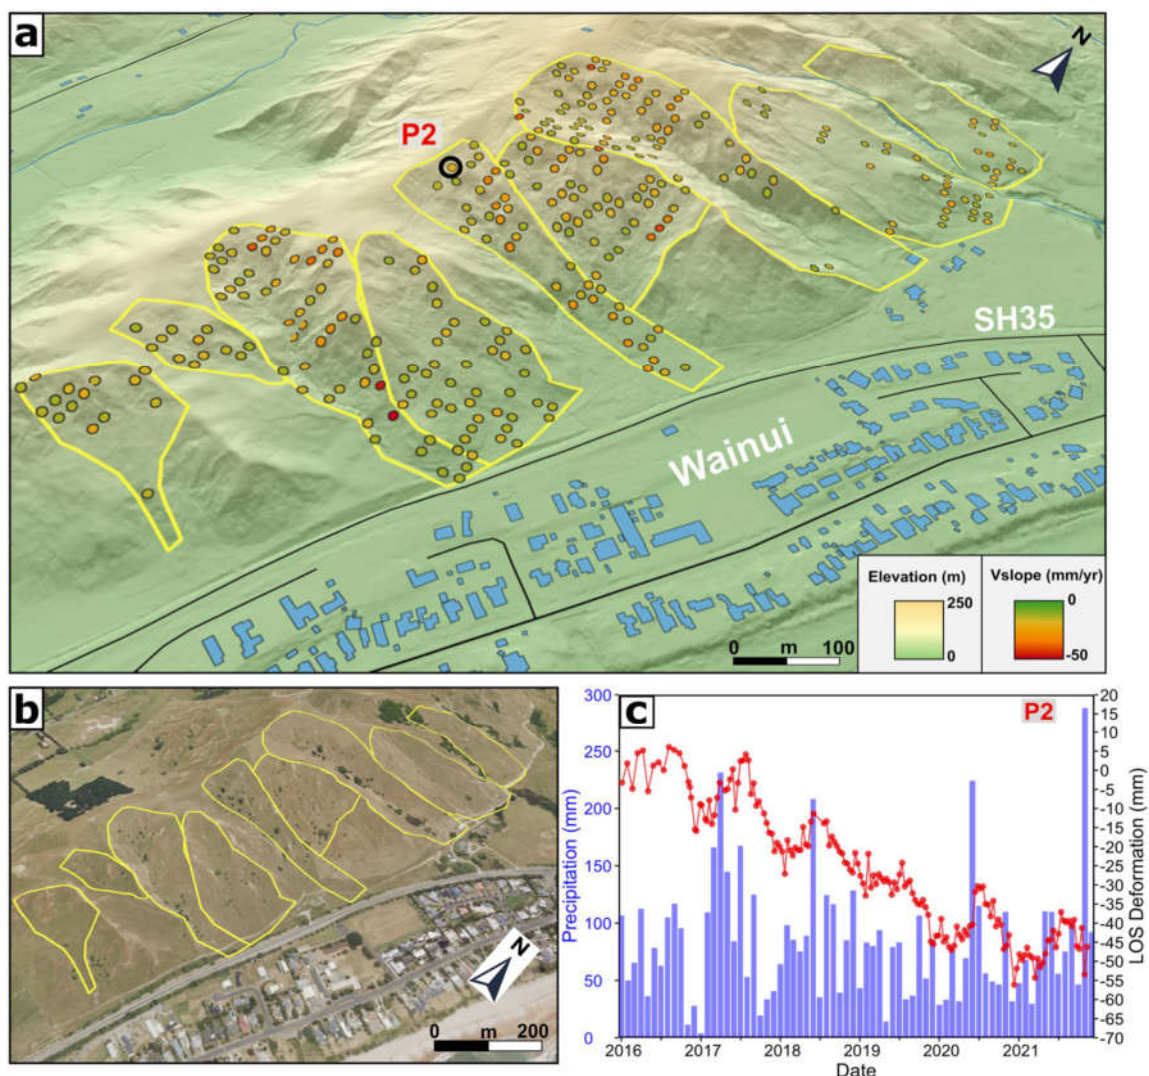 a
N
P2
SH35
Wainui
Elevation (m)
250
0
Vslope (mm/yr)
0
-50
0 m 100
b
N
0 m 200
c
P2
300
250
200
150
100
50
0
Precipitation (mm)
20
15
10
5
0
-5
-10
-15
-20
-25
-30
-35
-40
-45
-50
-55
-60
-65
-70
LOS Deformation (mm)
2016 2017 2018 2019 2020 2021
Date